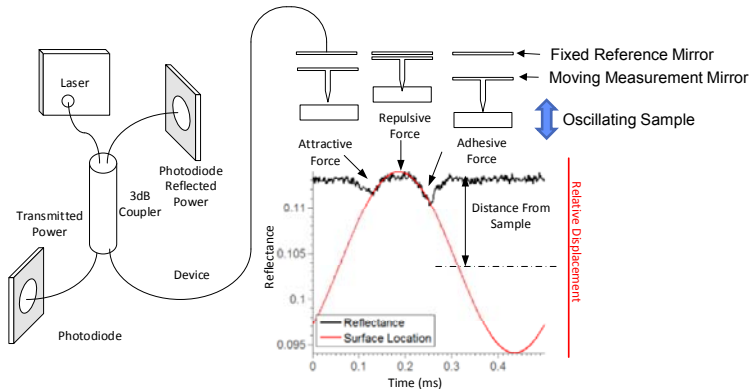 Laser
Photodiode
Reflected
Power
3dB
Coupler
Transmitted
Power
Device
Photodiode
Fixed Reference Mirror
Moving Measurement Mirror
Oscillating Sample
Attractive
Force
Repulsive
Force
Adhesive
Force
Distance From
Sample
Relative Displacement
Reflectance
0.11
0.105
0.1
0.095
Reflectance
Surface Location
0
0.1
0.2
0.3
0.4
0.5
Time (ms)